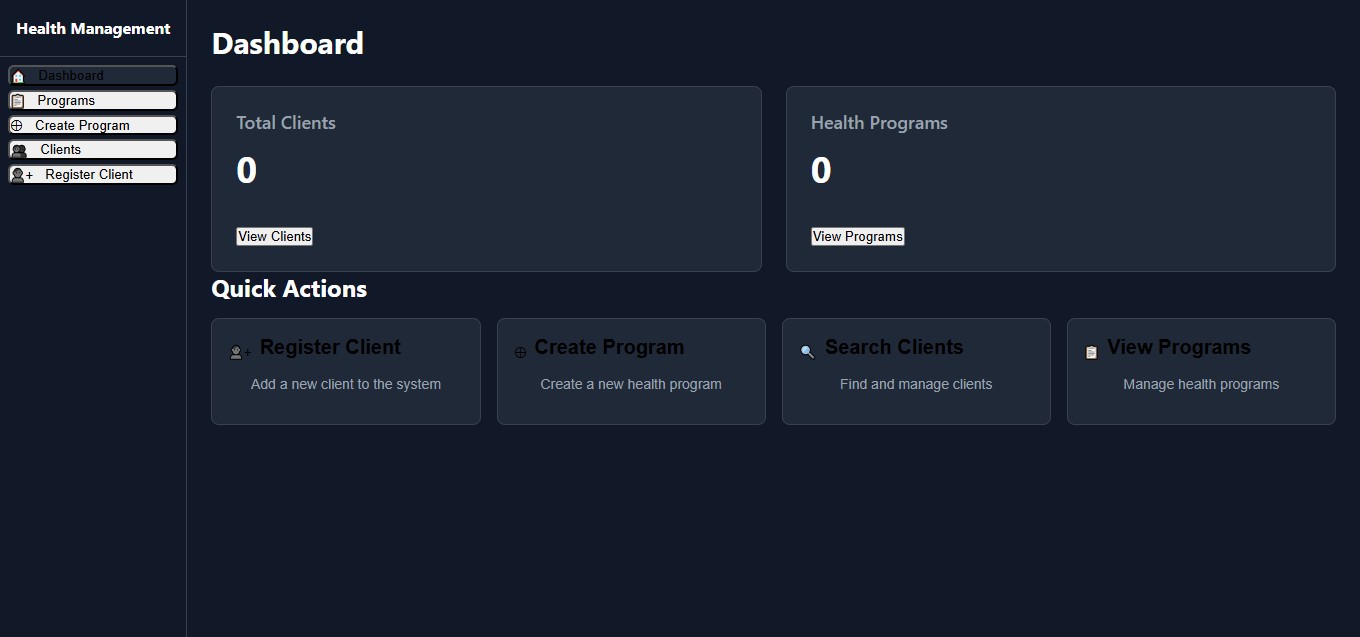 Health Management
Dashboard
Programs
Create Program
Clients
Register Client
Dashboard
Total Clients
0
View Clients
Health Programs
0
View Programs
Quick Actions
Register Client
Add a new client to the system
Create Program
Create a new health program
Search Clients
Find and manage clients
View Programs
Manage health programs